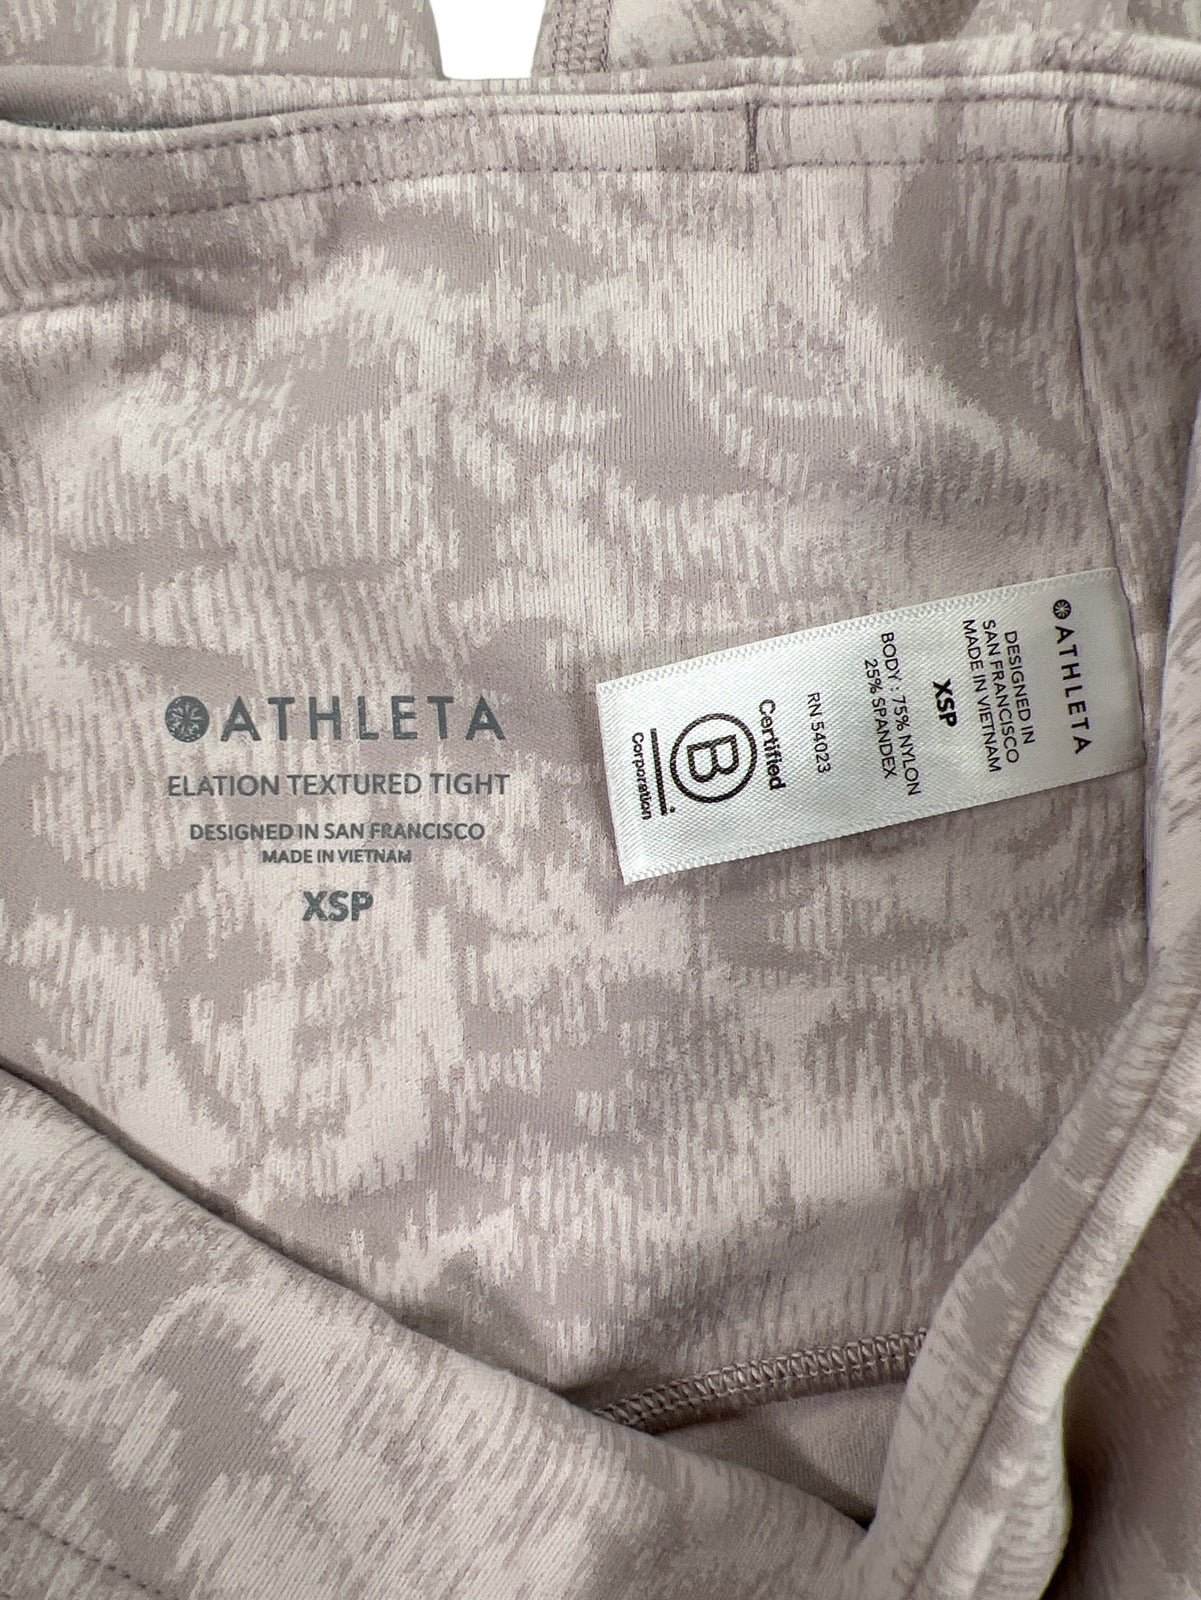 ATHLETA
ELATION TEXTURED TIGHT
DESIGNED IN SAN FRANCISCO
MADE IN VIETNAM
XSP
ATHLETA
DESIGNED IN
SAN FRANCISCO
MADE IN VIETNAM
XSP
BODY : 75% NYLON
25% SPANDEX
RN 54023
Certified
B
Corporation